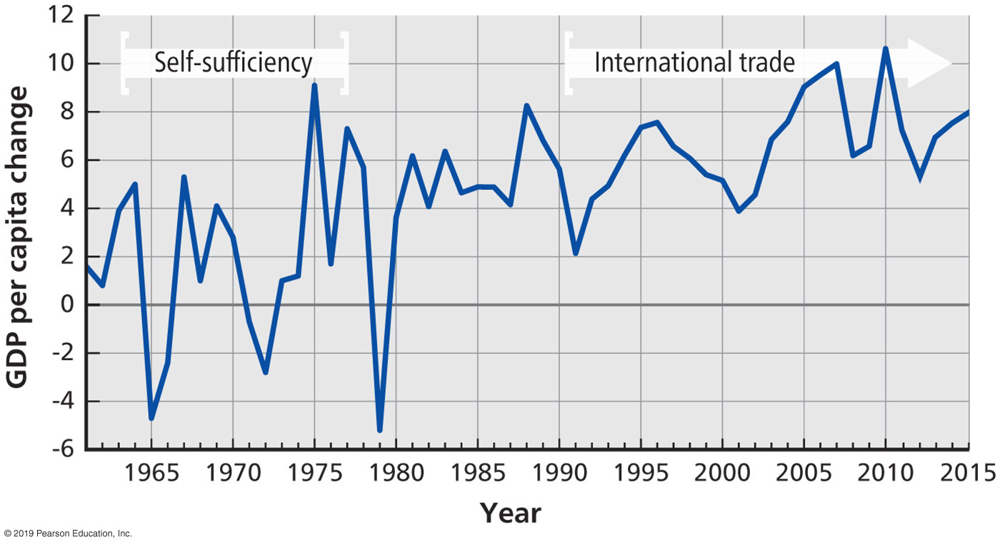 GDP per capita change
12
10
8
6
4
2
0
-2
-4
-6
Self-sufficiency
International trade
1965 1970 1975 1980 1985 1990 1995 2000 2005 2010 2015
Year
© 2019 Pearson Education, Inc.